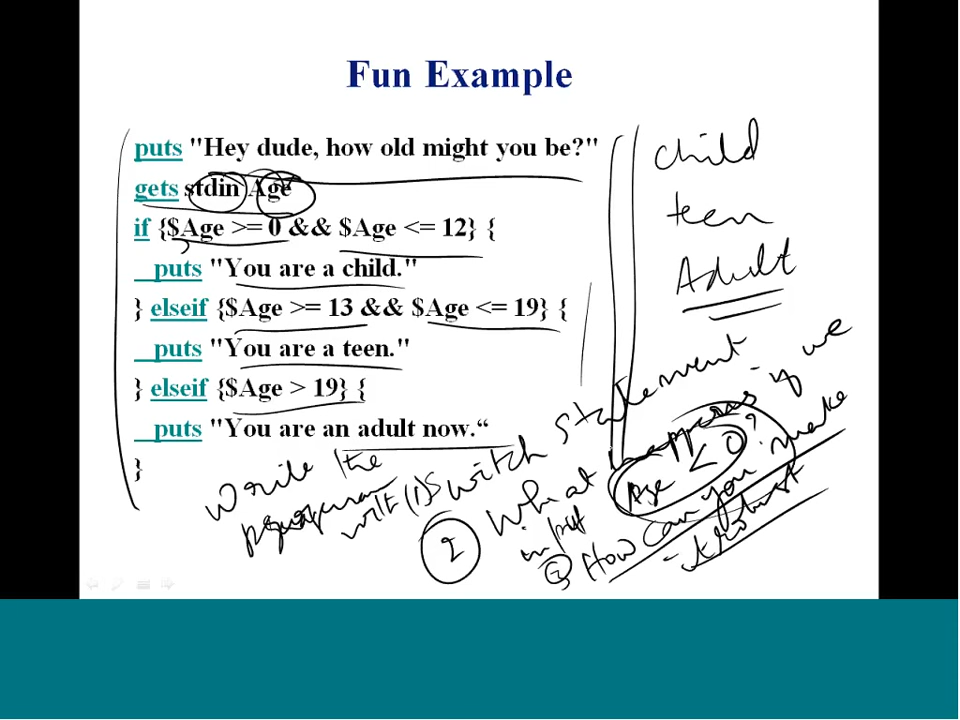 Fun Example
puts "Hey dude, how old might you be?"
gets stdin Age
if {$Age >= 0 && $Age <= 12} {
puts "You are a child."
} elseif {$Age >= 13 && $Age <= 19} {
puts "You are a teen."
} elseif {$Age > 19} {
puts "You are an adult now.“
}
child
teen
Adult
Write the
with (1) switch statement
2 What happens if we
input Age < 0?
3 How can you make
robust